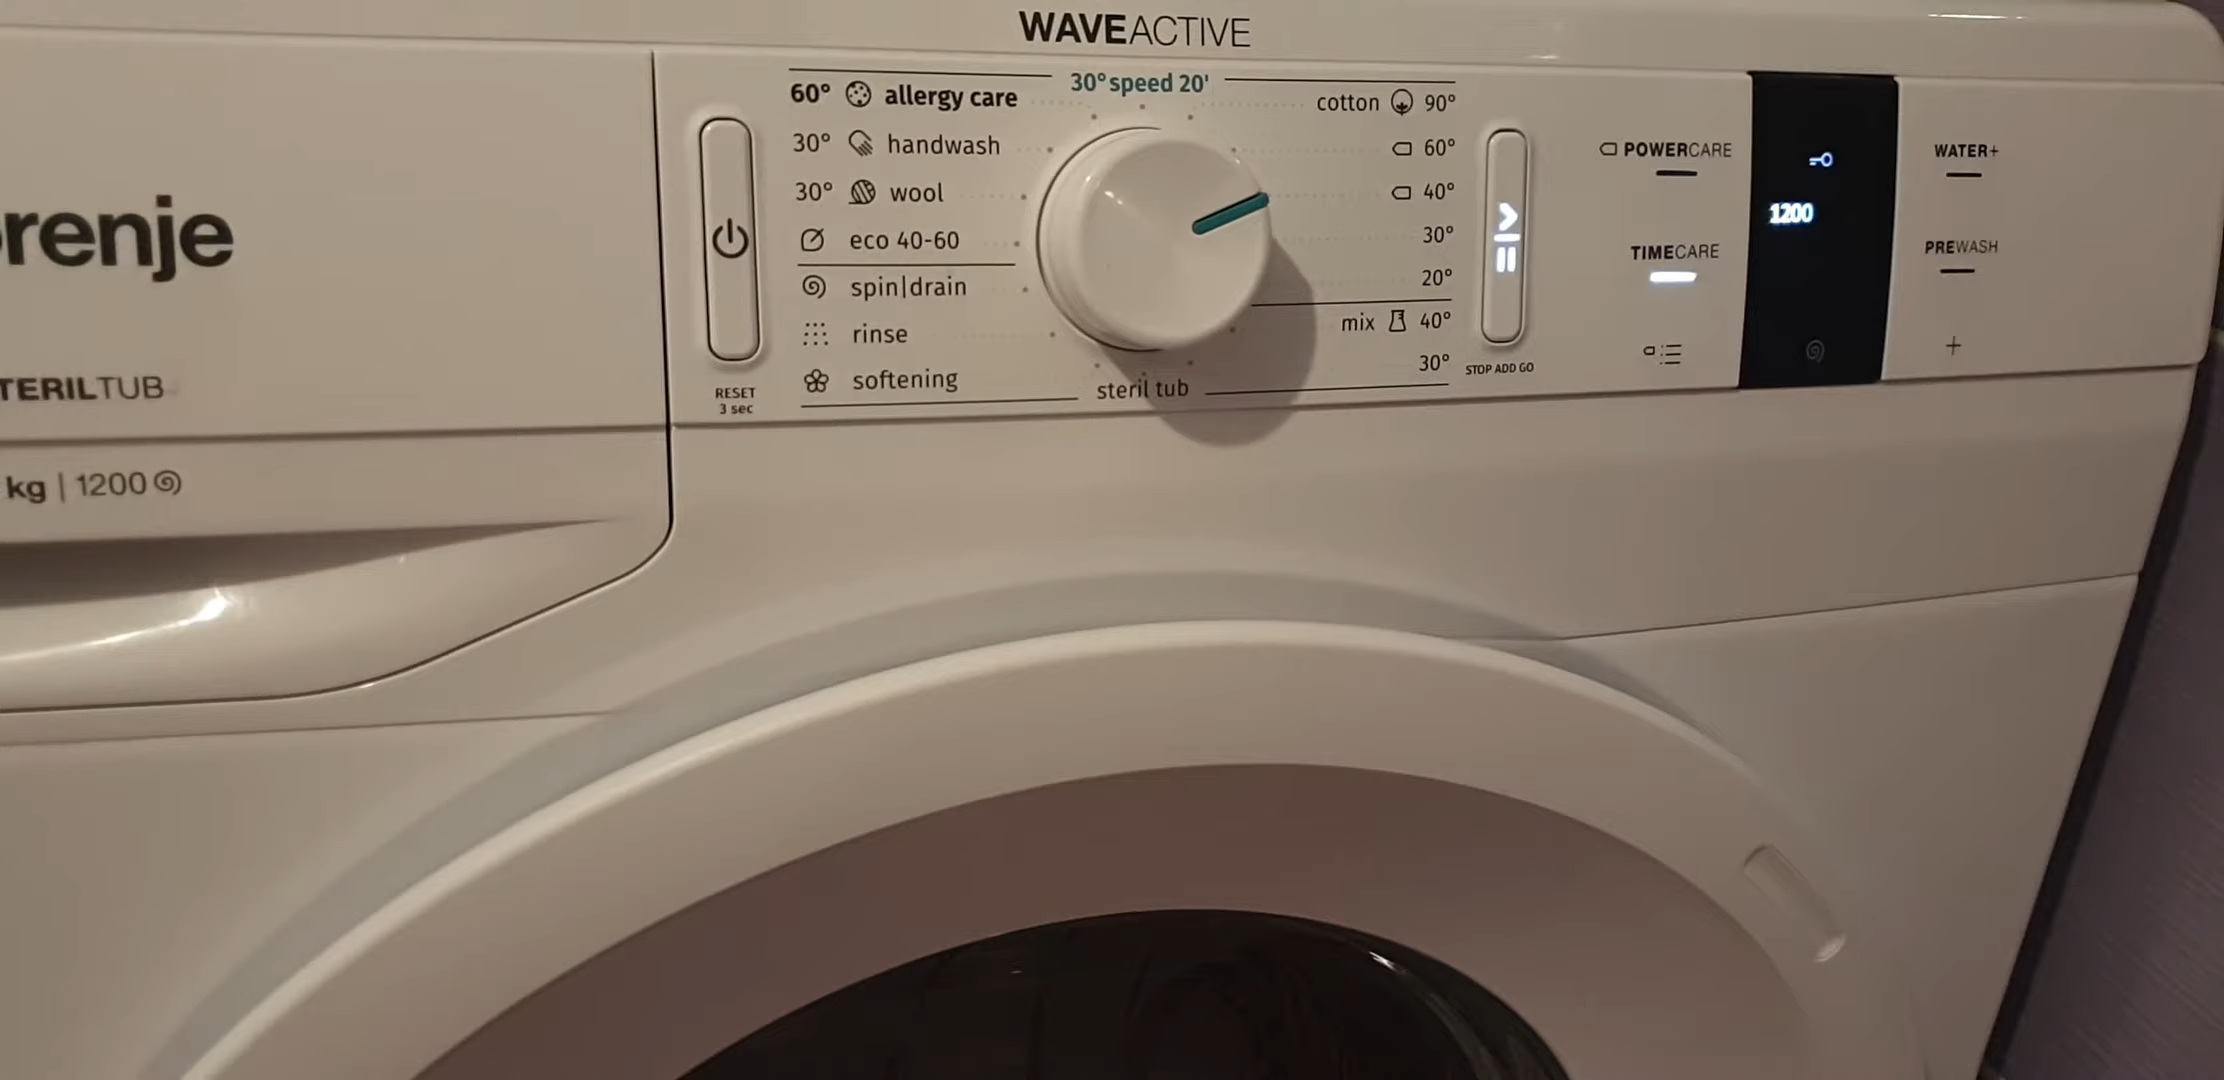 WAVEACTIVE
30° speed 20'
60° allergy care
30° handwash
30° wool
eco 40-60
spin|drain
rinse
softening
steril tub
cotton 90°
60°
40°
30°
20°
mix 40°
30°
RESET
3 sec
STOP ADD GO
POWERCARE
TIMECARE
1200
WATER+
PREWASH
+
renje
TERILTUB
kg | 1200